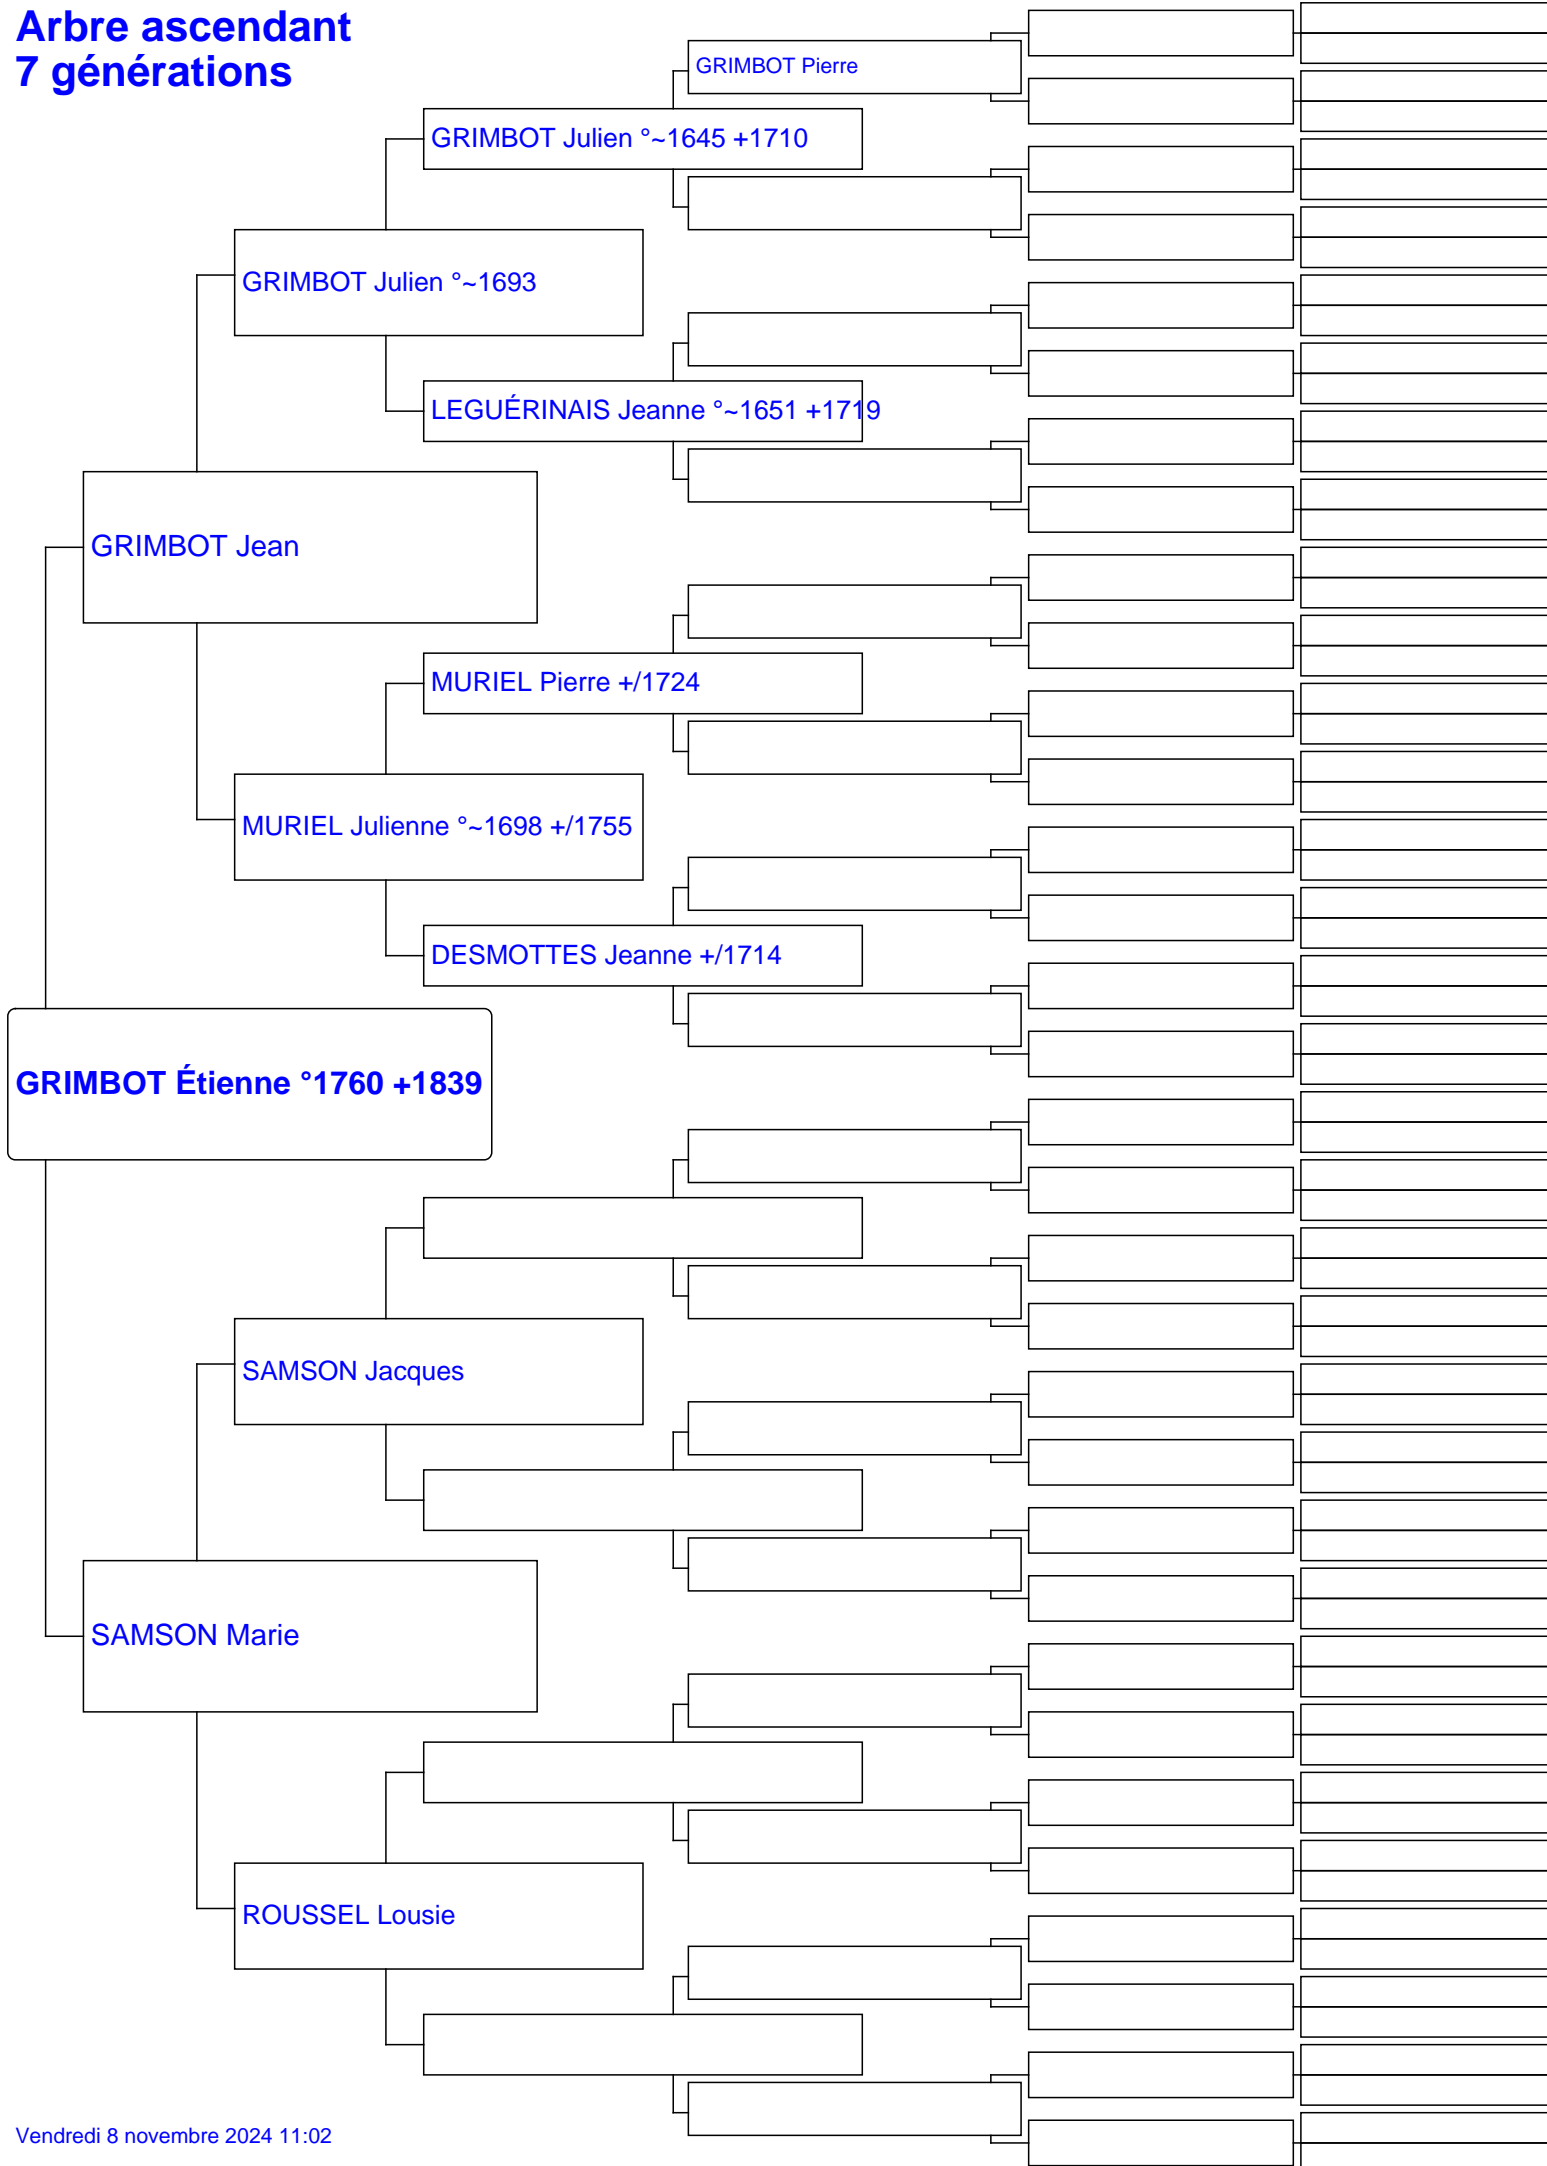 Arbre ascendant
7 générations
GRIMBOT Pierre
GRIMBOT Julien °~1645 +1710
GRIMBOT Julien °~1693
LEGUÉRINAIS Jeanne °~1651 +1719
GRIMBOT Jean
MURIEL Pierre +/1724
MURIEL Julienne °~1698 +/1755
DESMOTTES Jeanne +/1714
GRIMBOT Étienne °1760 +1839
SAMSON Jacques
SAMSON Marie
ROUSSEL Lousie
Vendredi 8 novembre 2024 11:02